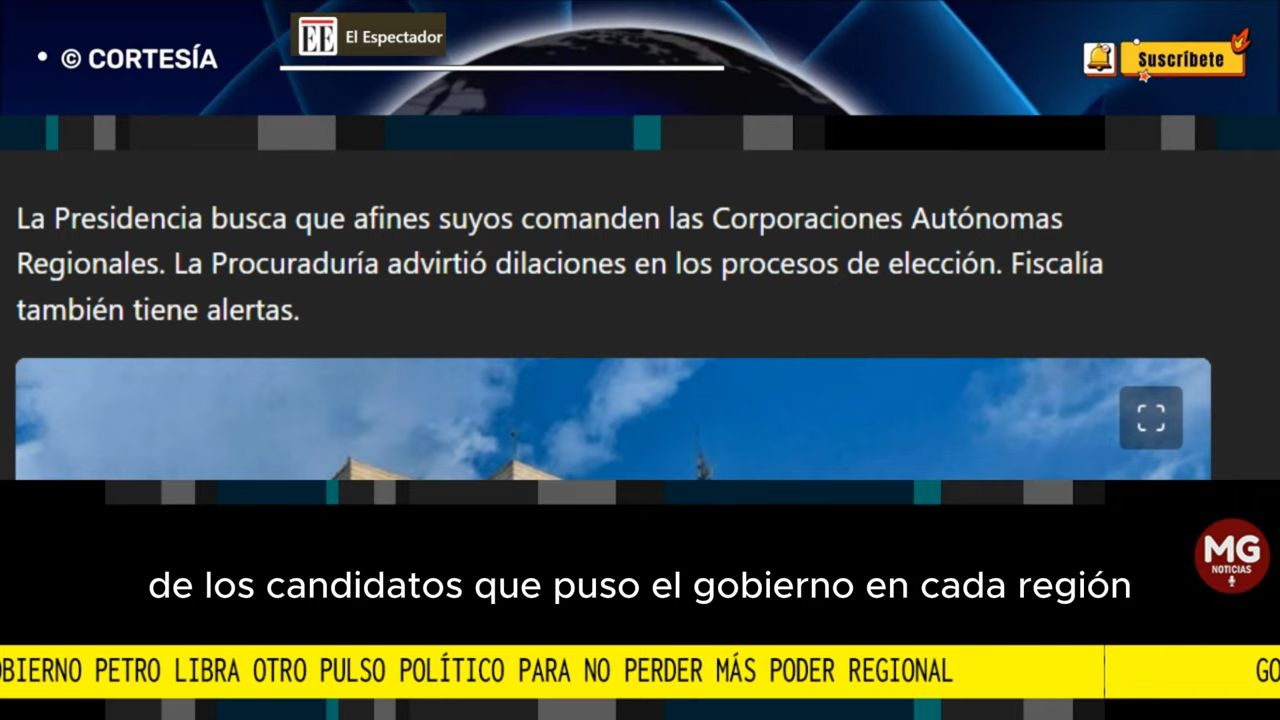 • © CORTESÍA
EE El Espectador
Suscríbete
La Presidencia busca que afines suyos comanden las Corporaciones Autónomas
Regionales. La Procuraduría advirtió dilaciones en los procesos de elección. Fiscalía
también tiene alertas.
MG
NOTICIAS
de los candidatos que puso el gobierno en cada región
OBIERNO PETRO LIBRA OTRO PULSO POLÍTICO PARA NO PERDER MÁS PODER REGIONAL GO